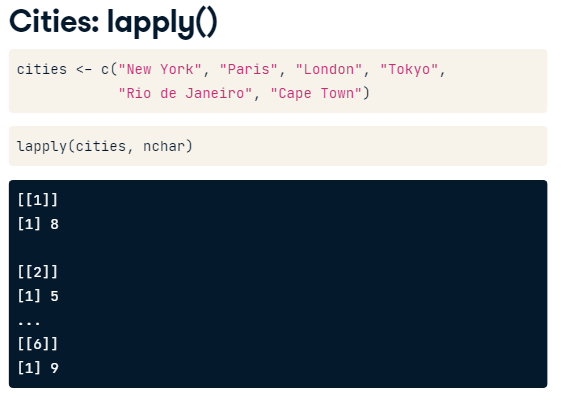 Cities: lapply()
cities <- c("New York", "Paris", "London", "Tokyo",
"Rio de Janeiro", "Cape Town")
lapply(cities, nchar)
[[1]]
[1] 8
[[2]]
[1] 5
...
[[6]]
[1] 9